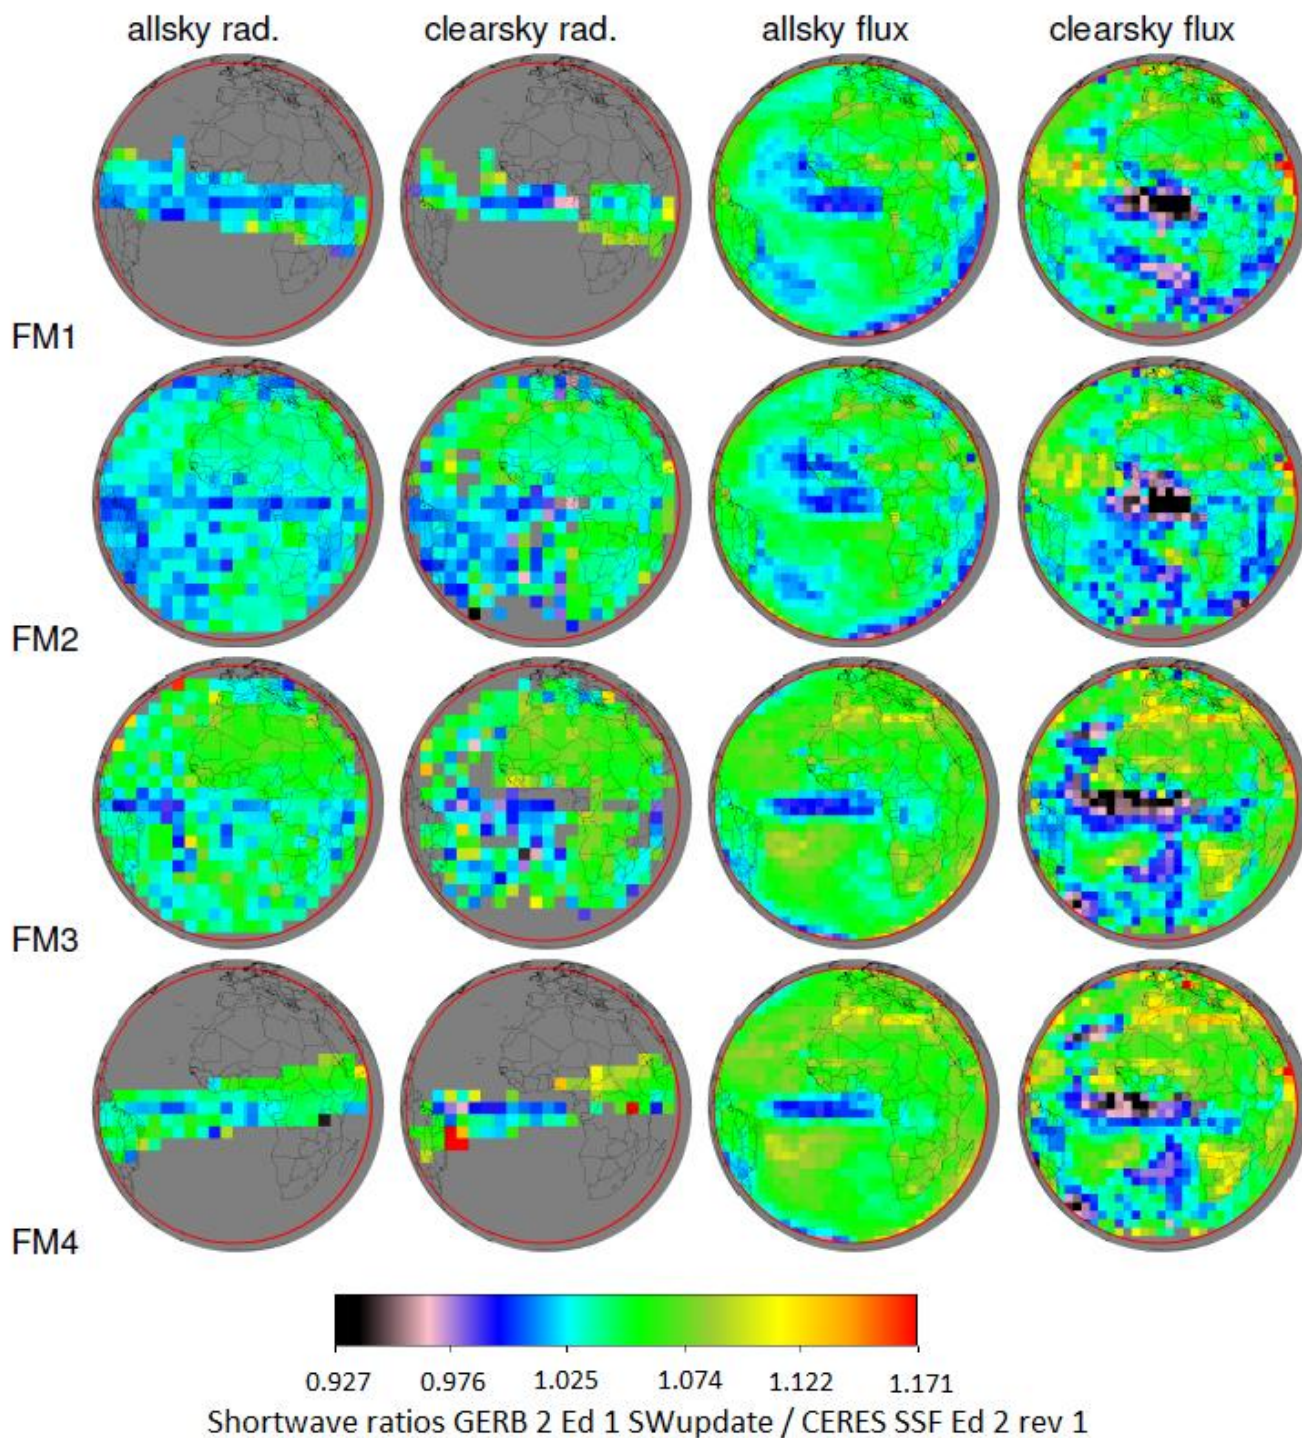 allsky rad. clearsky rad. allsky flux clearsky flux
FM1
FM2
FM3
FM4
0.927 0.976 1.025 1.074 1.122 1.171
Shortwave ratios GERB 2 Ed 1 SWupdate / CERES SSF Ed 2 rev 1